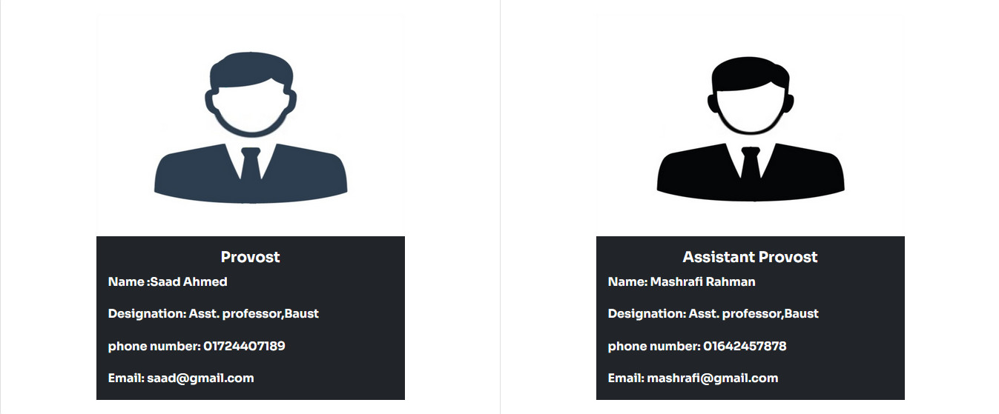 Provost
Name :Saad Ahmed
Designation: Asst. professor,Baust
phone number: 01724407189
Email: saad@gmail.com
Assistant Provost
Name: Mashrafi Rahman
Designation: Asst. professor,Baust
phone number: 01642457878
Email: mashrafi@gmail.com